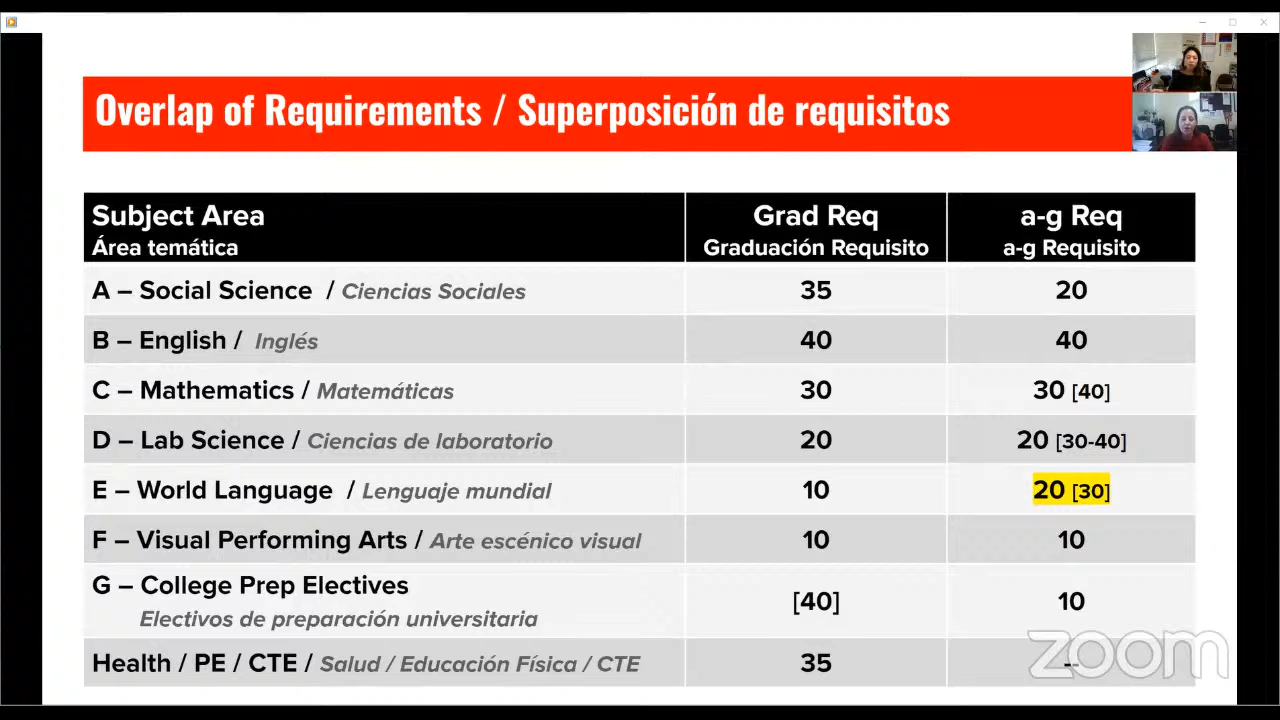 Overlap of Requirements / Superposición de requisitos
Subject Area Grad Req a-g Req
Área temática Graduación Requisito a-g Requisito
A – Social Science / Ciencias Sociales 35 20
B – English / Inglés 40 40
C – Mathematics / Matemáticas 30 30 [40]
D – Lab Science / Ciencias de laboratorio 20 20 [30-40]
E – World Language / Lenguaje mundial 10 20 [30]
F – Visual Performing Arts / Arte escénico visual 10 10
G – College Prep Electives [40] 10
Electivos de preparación universitaria
Health / PE / CTE / Salud / Educación Física / CTE 35 --
zoom